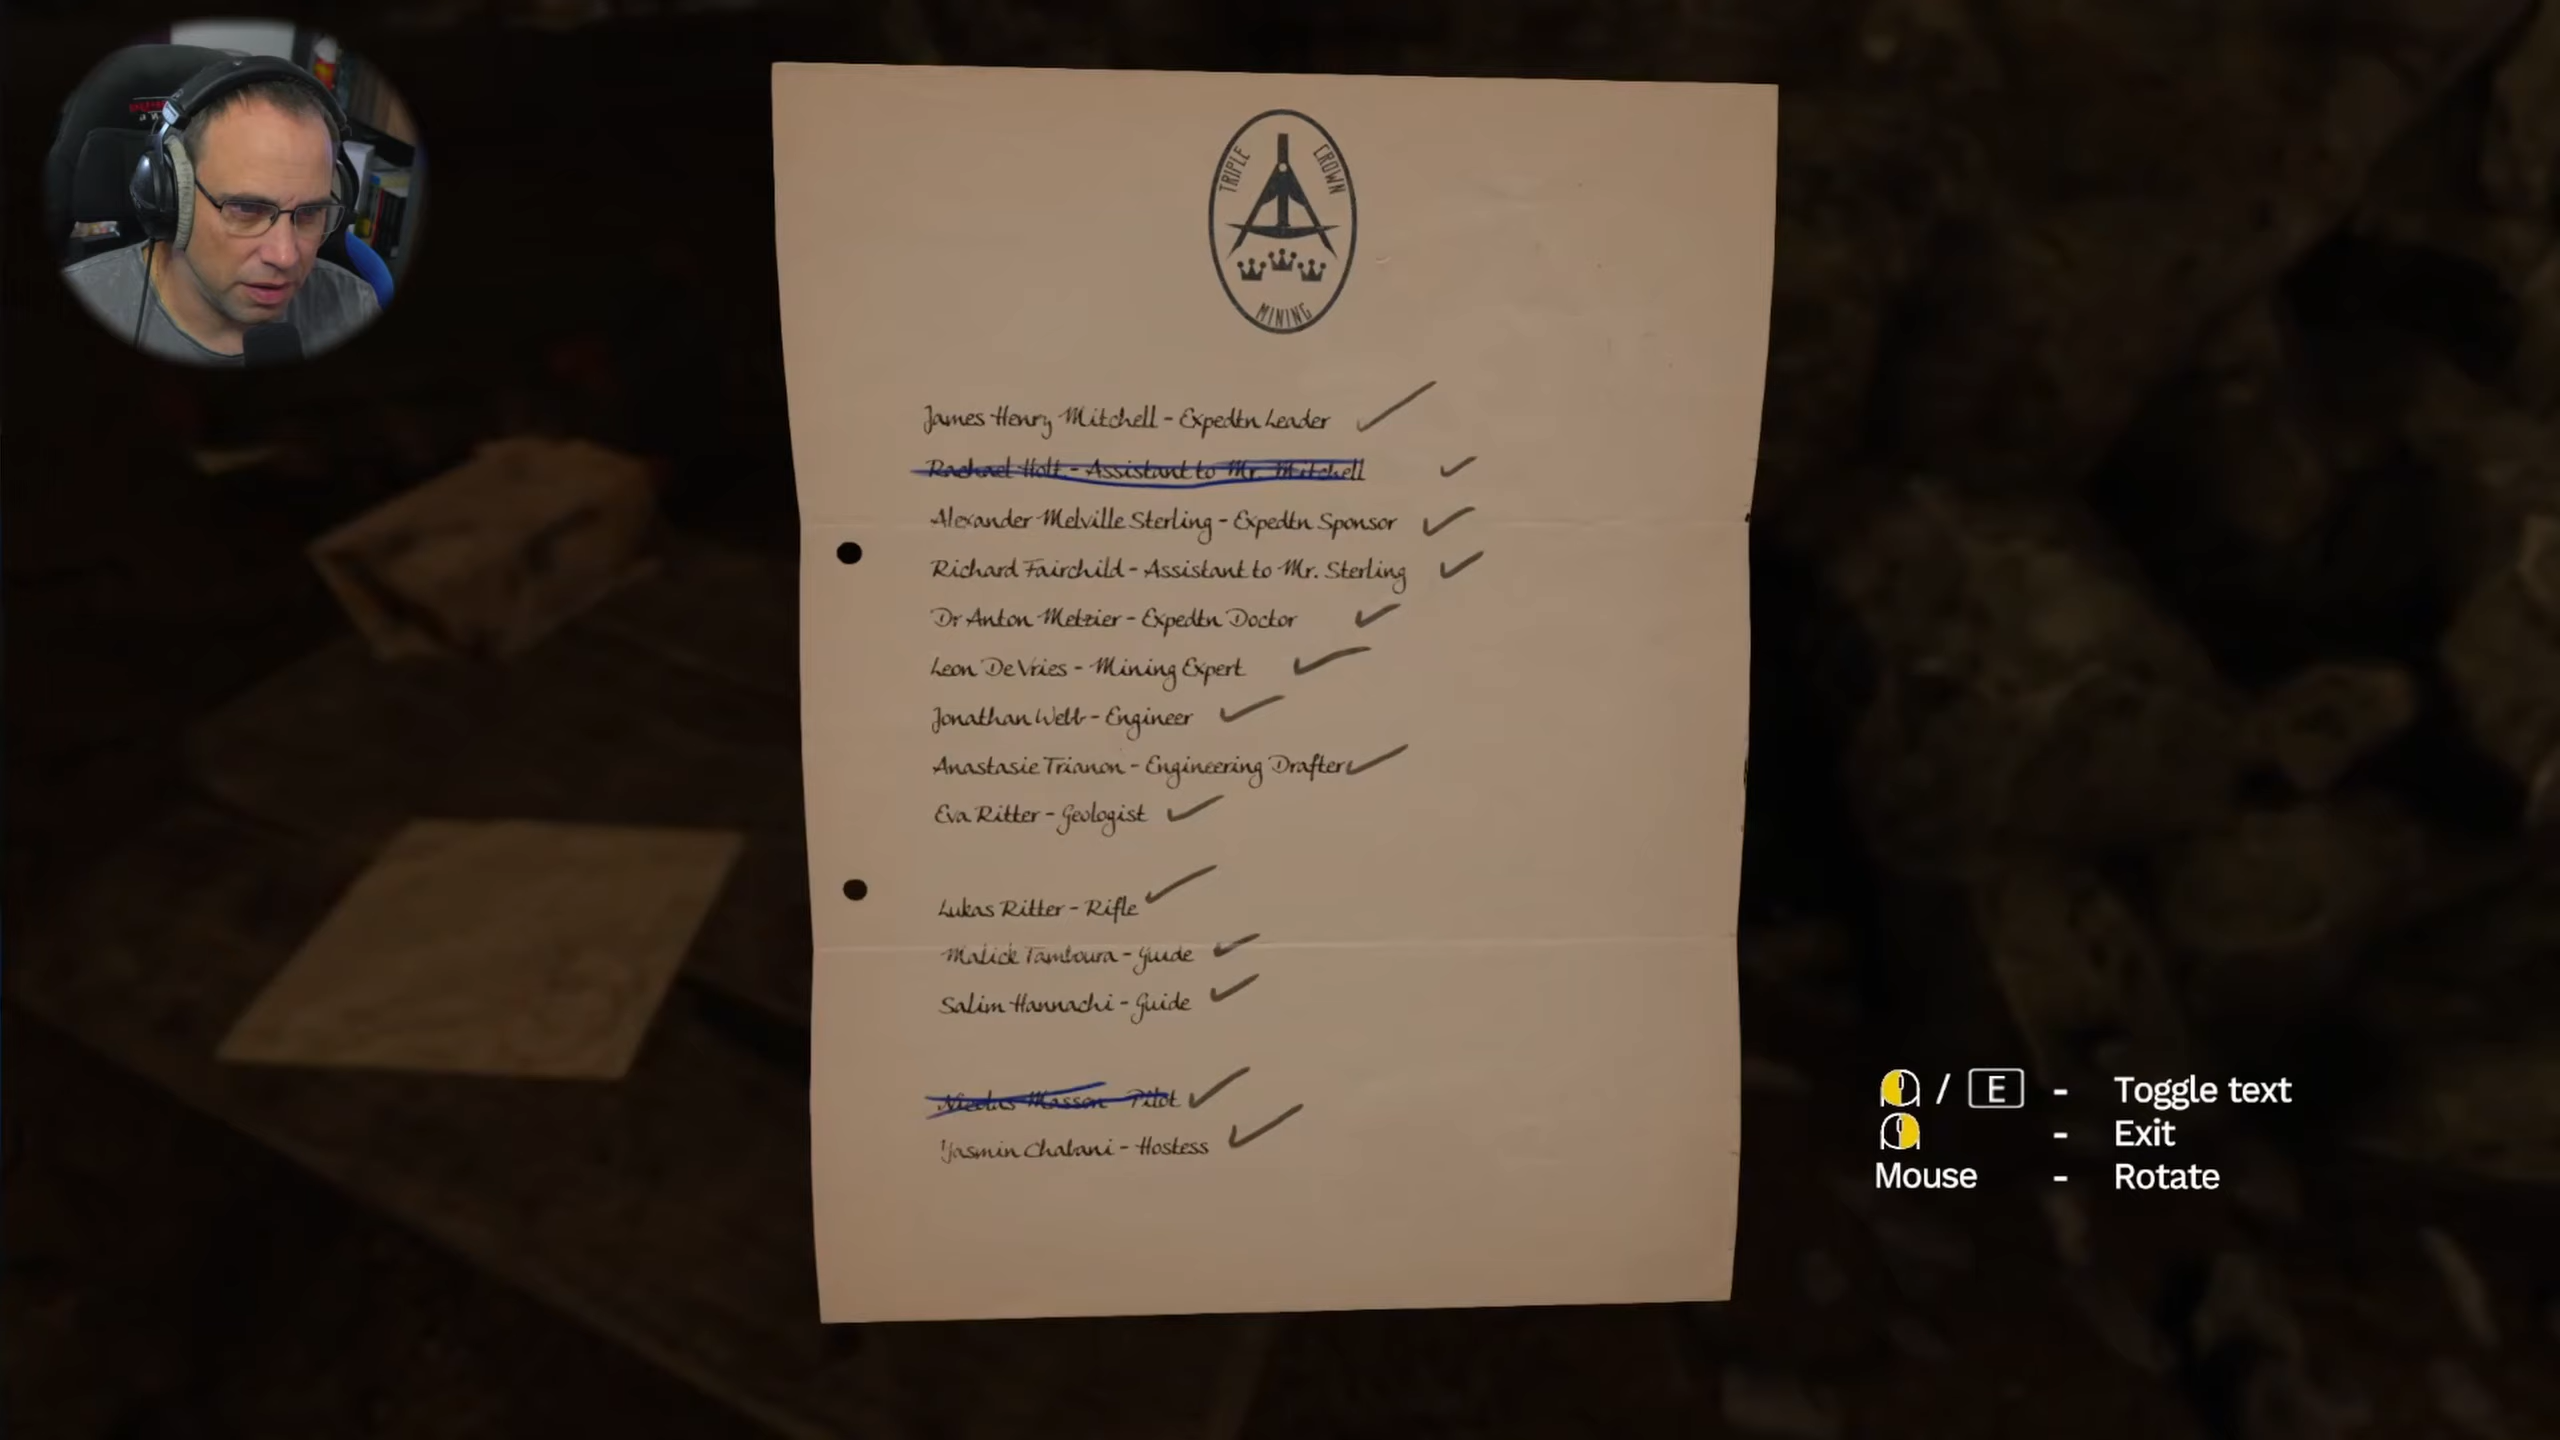 TRIPLE CROWN
MINING
James Henry Mitchell - Expedtn Leader
Rachael Holt - Assistant to Mr. Mitchell
Alexander Melville Sterling - Expedtn Sponsor
Richard Fairchild - Assistant to Mr. Sterling
Dr Anton Metzier - Expedtn Doctor
Leon De Vries - Mining Expert
Jonathan Webb - Engineer
Anastasie Trianon - Engineering Drafter
Eva Ritter - Geologist
Lukas Ritter - Rifle
Malick Tamboura - Guide
Salim Hannachi - Guide
Nicolas Masson - Pilot
Yasmin Chabani - Hostess
/ E - Toggle text
- Exit
Mouse - Rotate